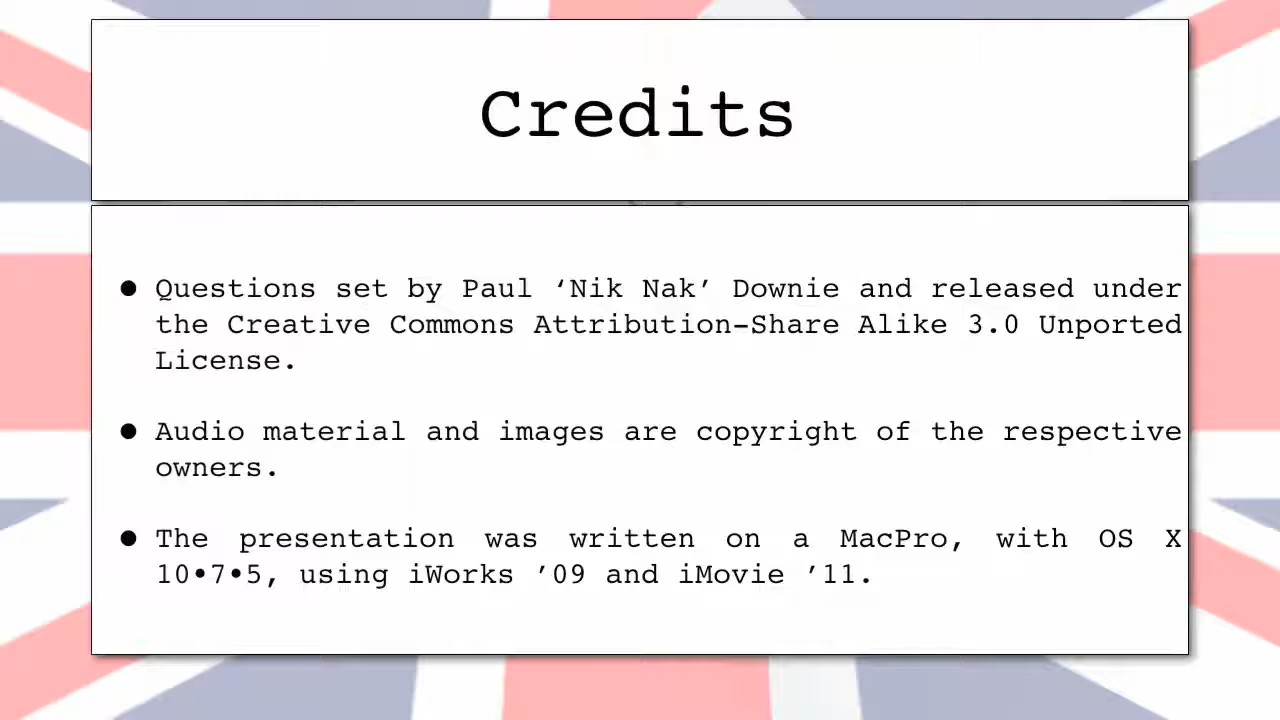 Credits
● Questions set by Paul ‘Nik Nak’ Downie and released under
the Creative Commons Attribution-Share Alike 3.0 Unported
License.
● Audio material and images are copyright of the respective
owners.
● The presentation was written on a MacPro, with OS X
10•7•5, using iWorks ’09 and iMovie ’11.